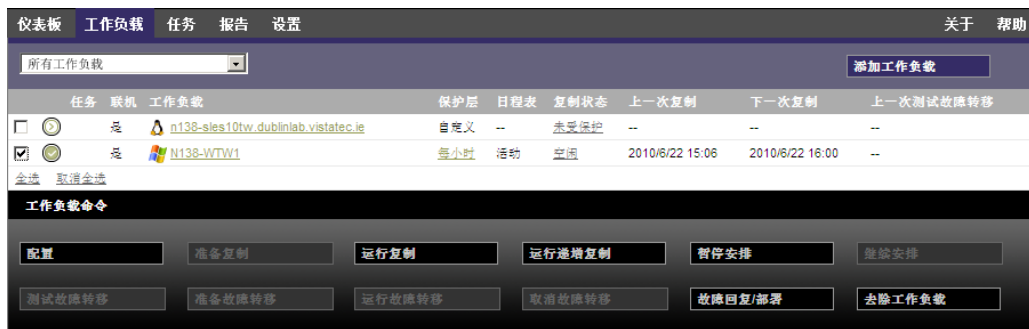 仪表板 工作负载 任务 报告 设置 关于 帮助
所有工作负载 添加工作负载
任务 联机 工作负载 保护层 日程表 复制状态 上一次复制 下一次复制 上一次测试故障转移
是 n138-sles10tw.dublinlab.vistatec.ie 自定义 -- 未受保护 -- -- --
是 N138-WTW1 每小时 活动 空闲 2010/6/22 15:06 2010/6/22 16:00 --
全选 取消全选
工作负载命令
配置 准备复制 运行复制 运行递增复制 暂停安排 继续安排
测试故障转移 准备故障转移 运行故障转移 取消故障转移 故障回复/部署 去除工作负载